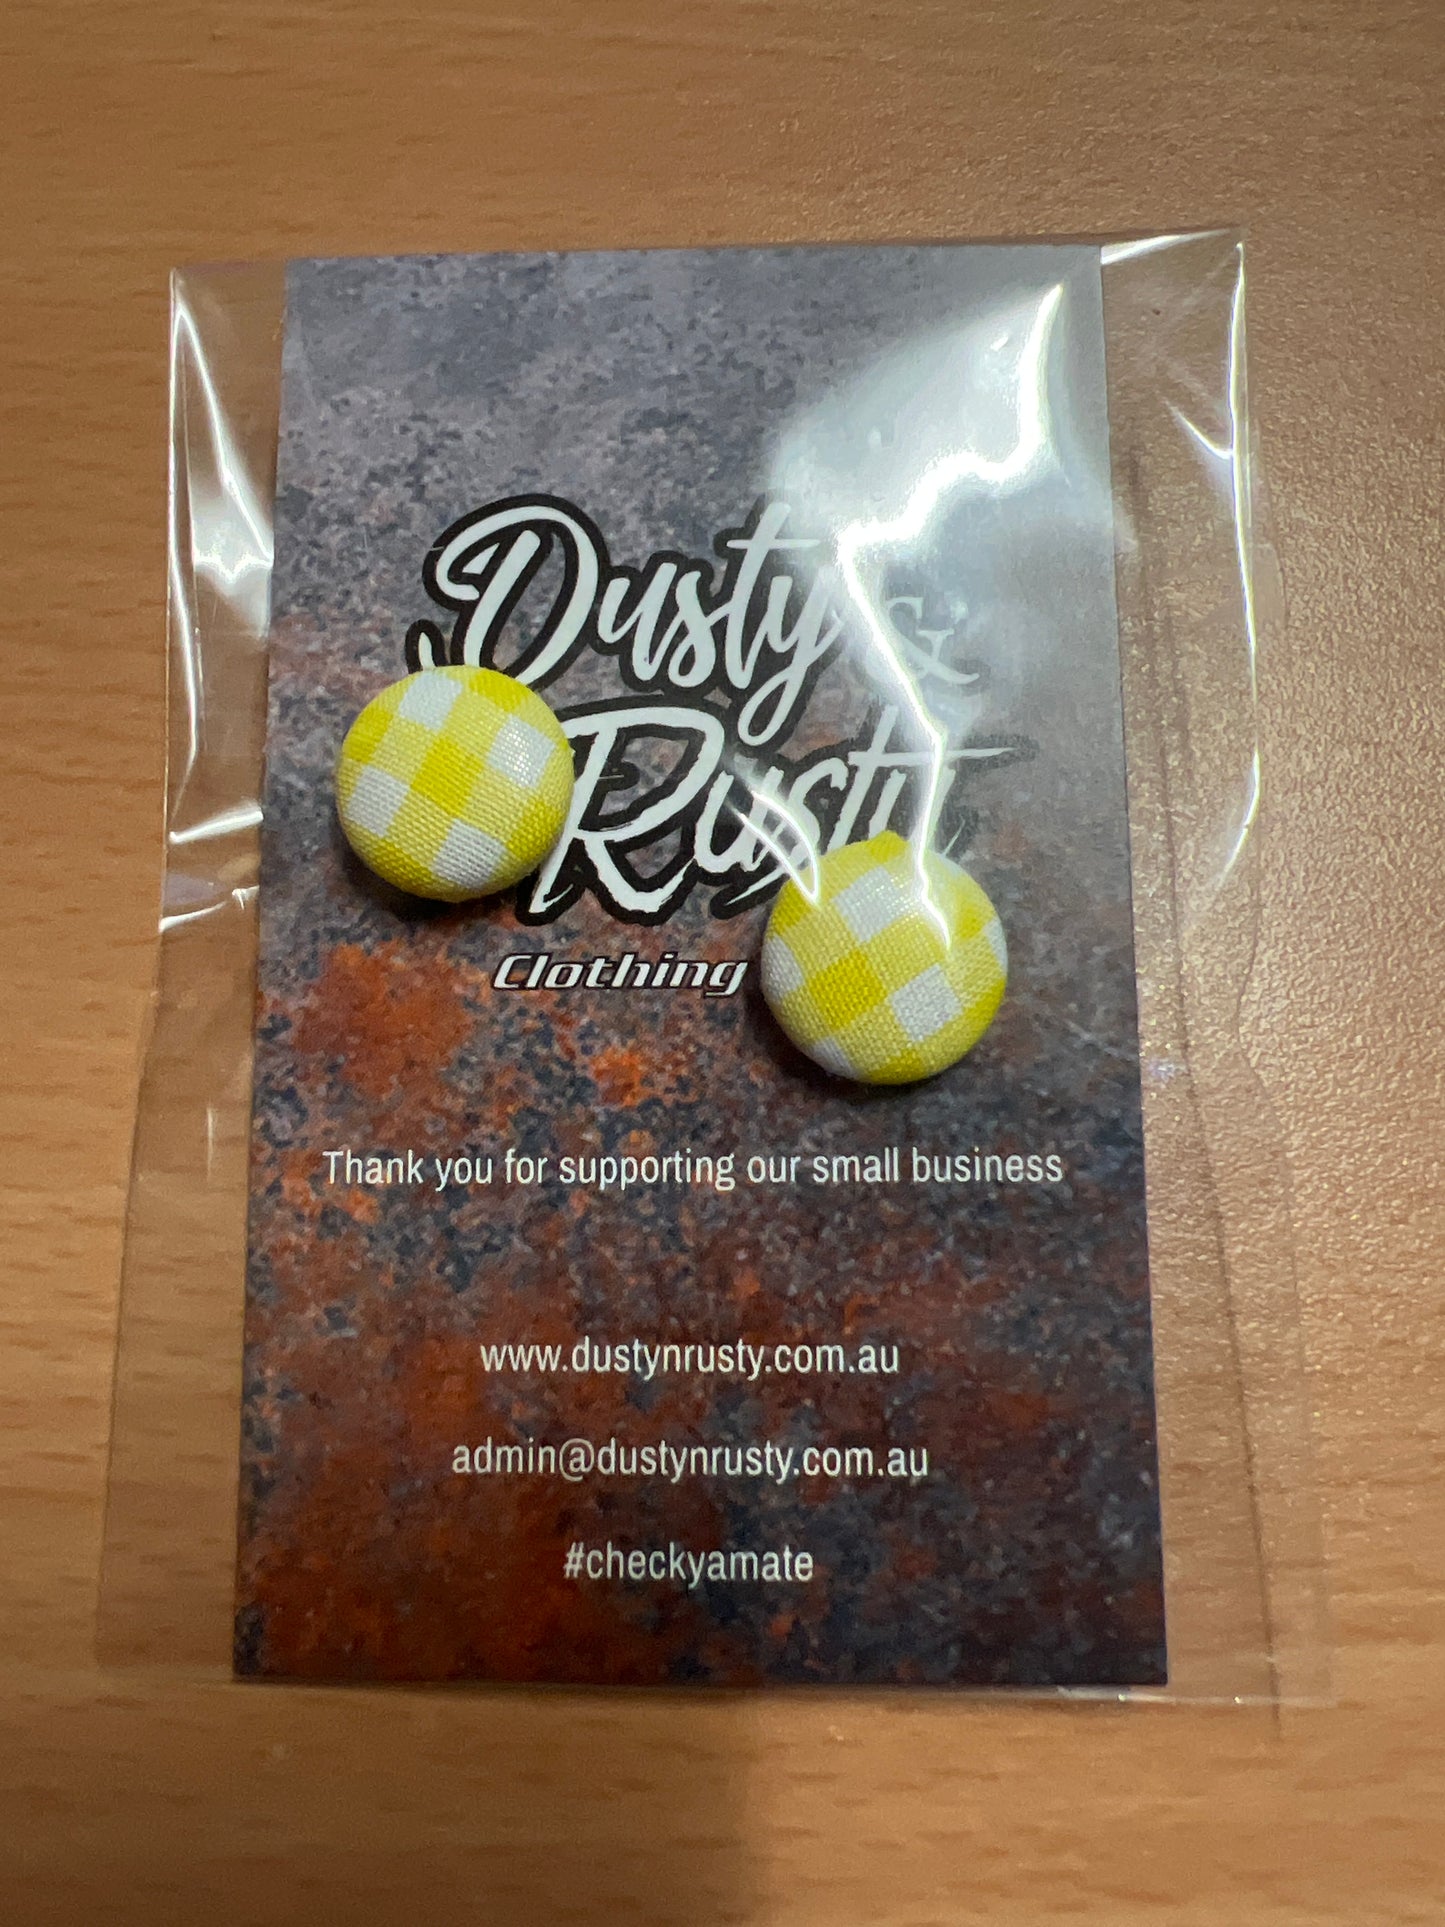 Dusty &
Rusty
Clothing
Thank you for supporting our small business
www.dustynrusty.com.au
admin@dustynrusty.com.au
#checkyamate